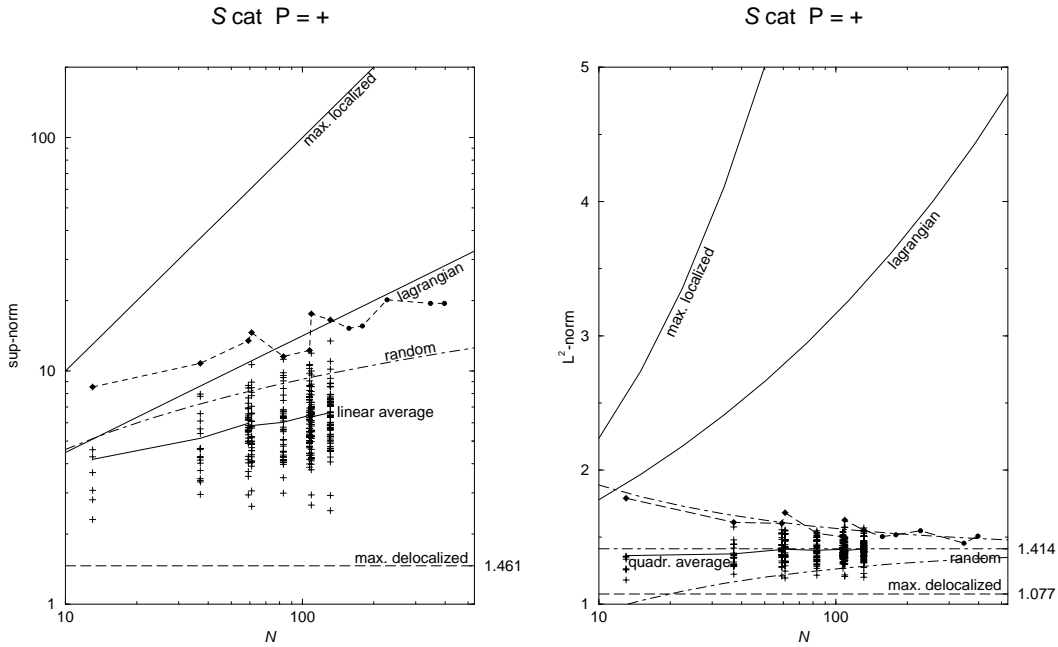 S cat P = +
100
10
1
10
100
sup-norm
N
max. localized
lagrangian
random
linear average
max. delocalized
1.461
S cat P = +
5
4
3
2
1
10
100
L²-norm
N
max. localized
lagrangian
quadr. average
random
max. delocalized
1.414
1.077